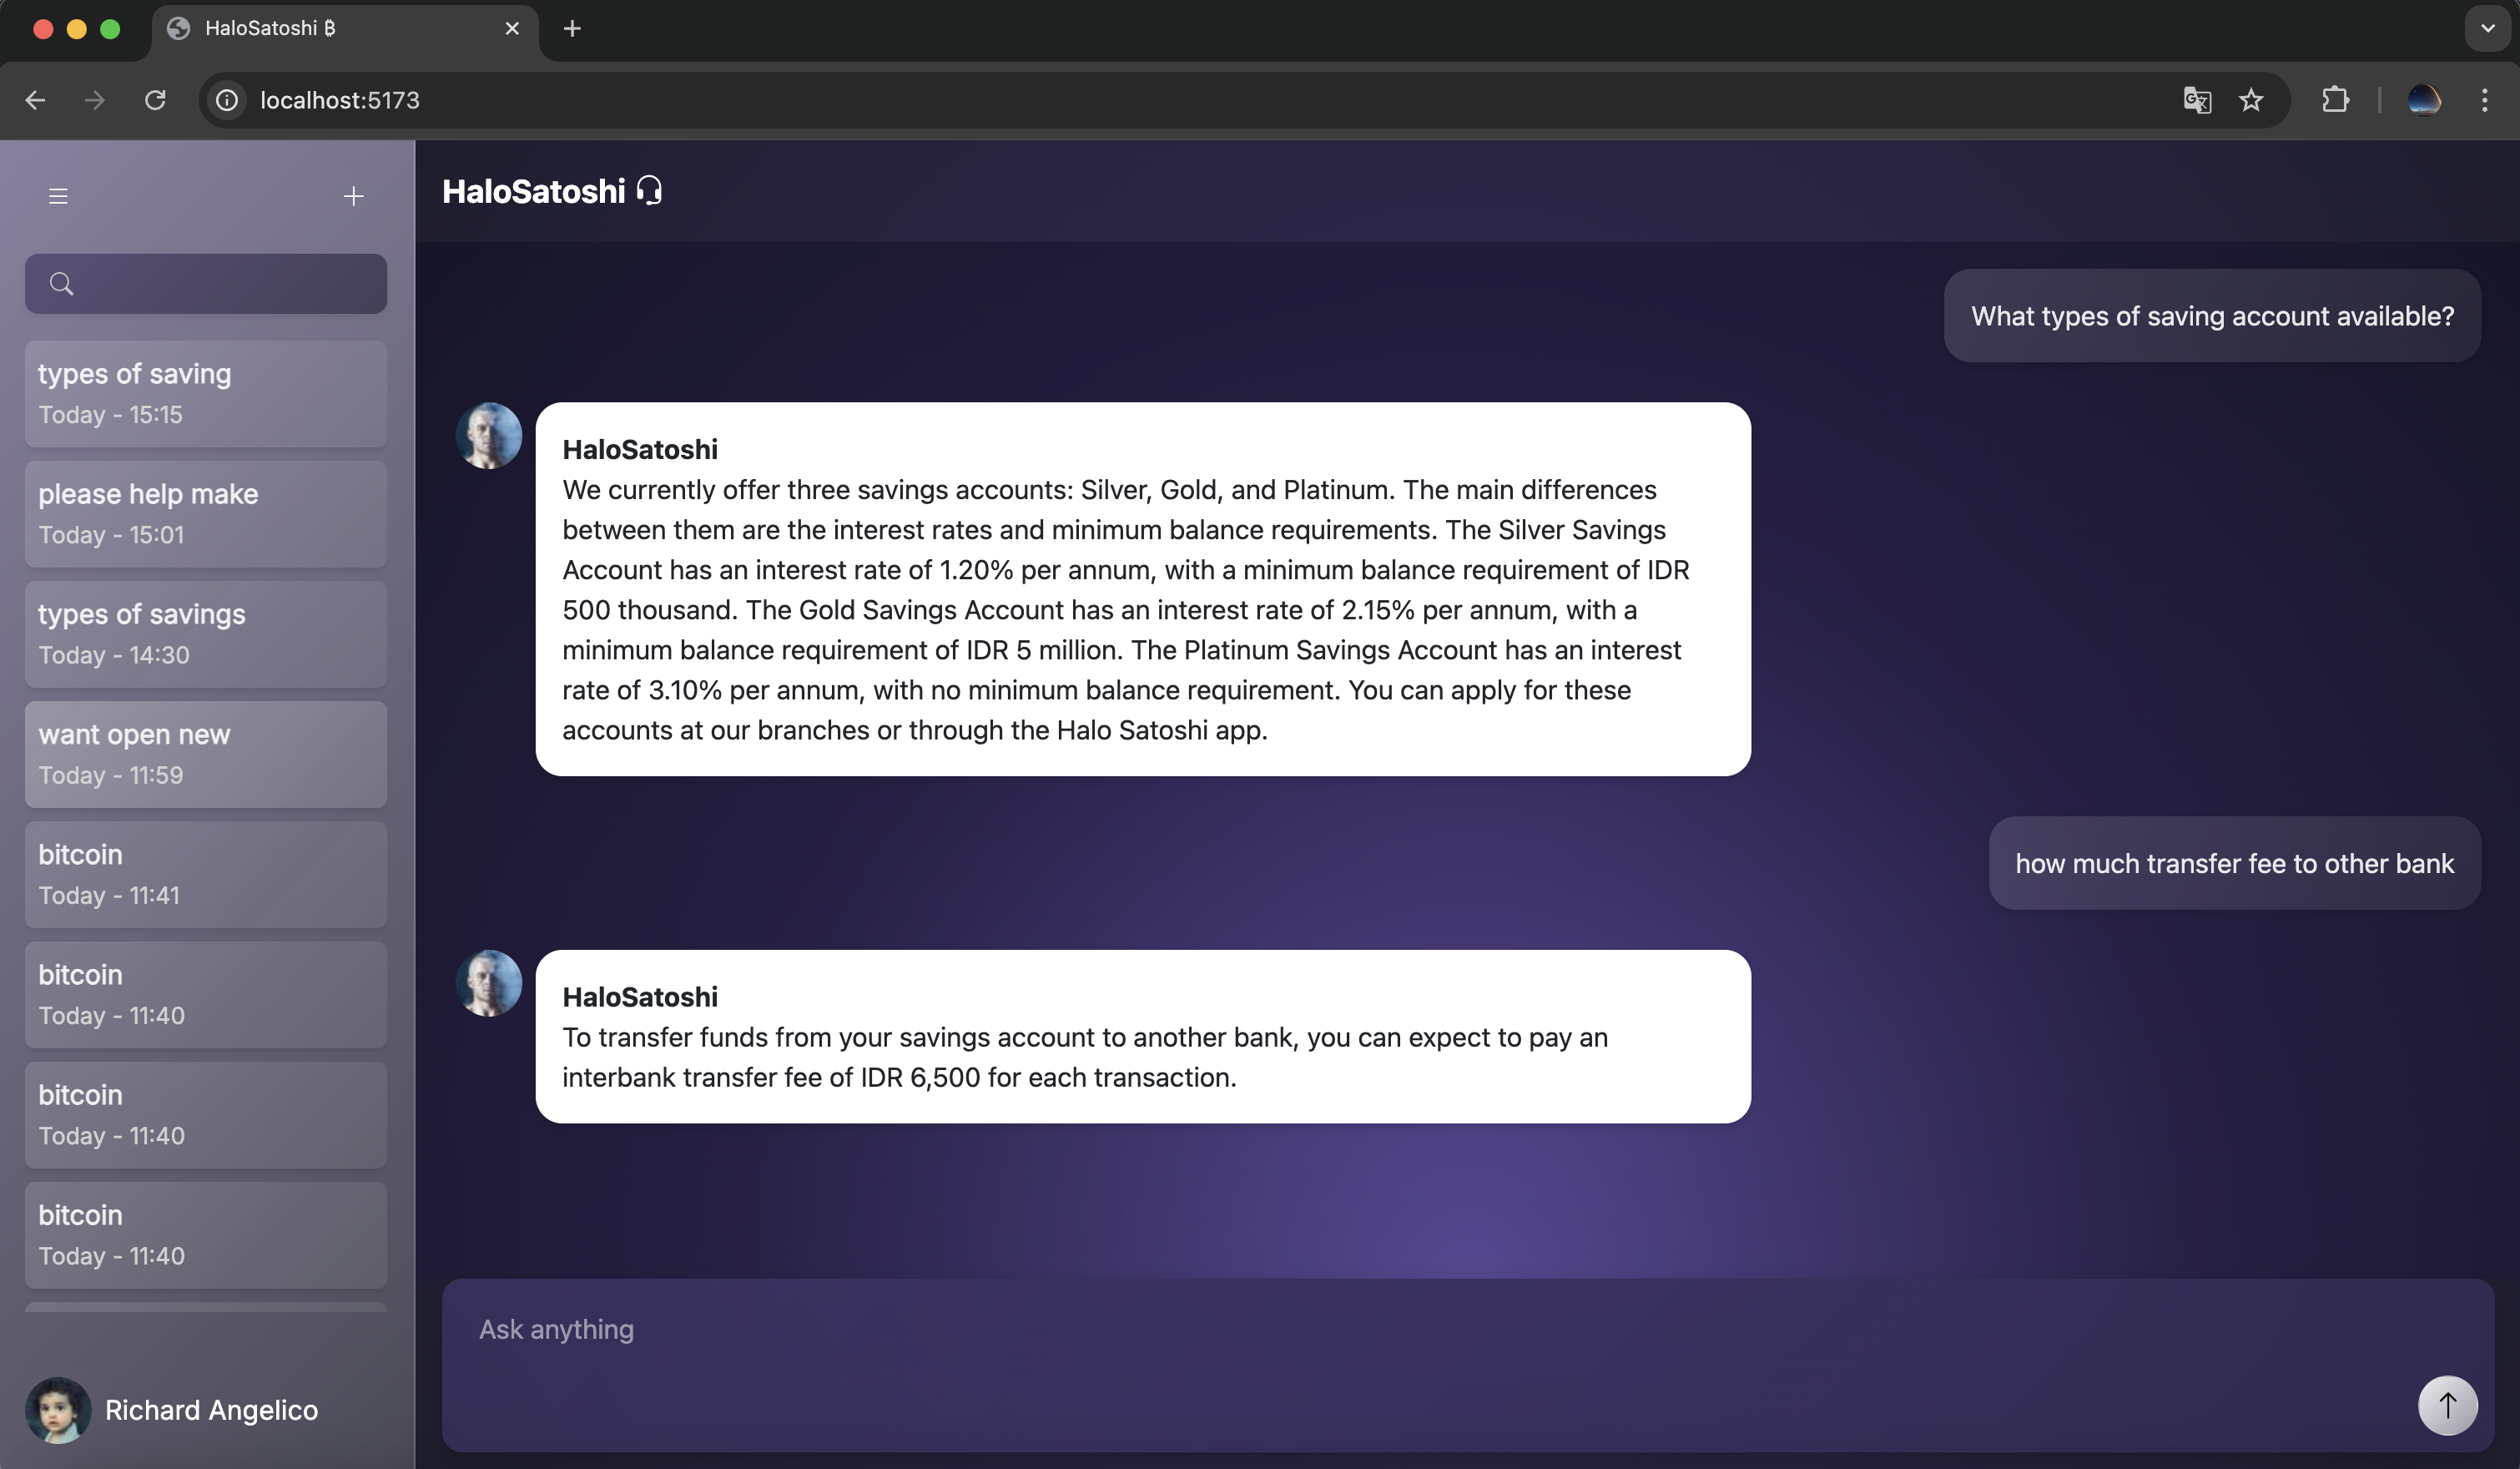 HaloSatoshi ₿
localhost:5173
HaloSatoshi
types of saving
Today - 15:15
please help make
Today - 15:01
types of savings
Today - 14:30
want open new
Today - 11:59
bitcoin
Today - 11:41
bitcoin
Today - 11:40
bitcoin
Today - 11:40
bitcoin
Today - 11:40
Richard Angelico
What types of saving account available?
HaloSatoshi
We currently offer three savings accounts: Silver, Gold, and Platinum. The main differences
between them are the interest rates and minimum balance requirements. The Silver Savings
Account has an interest rate of 1.20% per annum, with a minimum balance requirement of IDR
500 thousand. The Gold Savings Account has an interest rate of 2.15% per annum, with a
minimum balance requirement of IDR 5 million. The Platinum Savings Account has an interest
rate of 3.10% per annum, with no minimum balance requirement. You can apply for these
accounts at our branches or through the Halo Satoshi app.
how much transfer fee to other bank
HaloSatoshi
To transfer funds from your savings account to another bank, you can expect to pay an
interbank transfer fee of IDR 6,500 for each transaction.
Ask anything